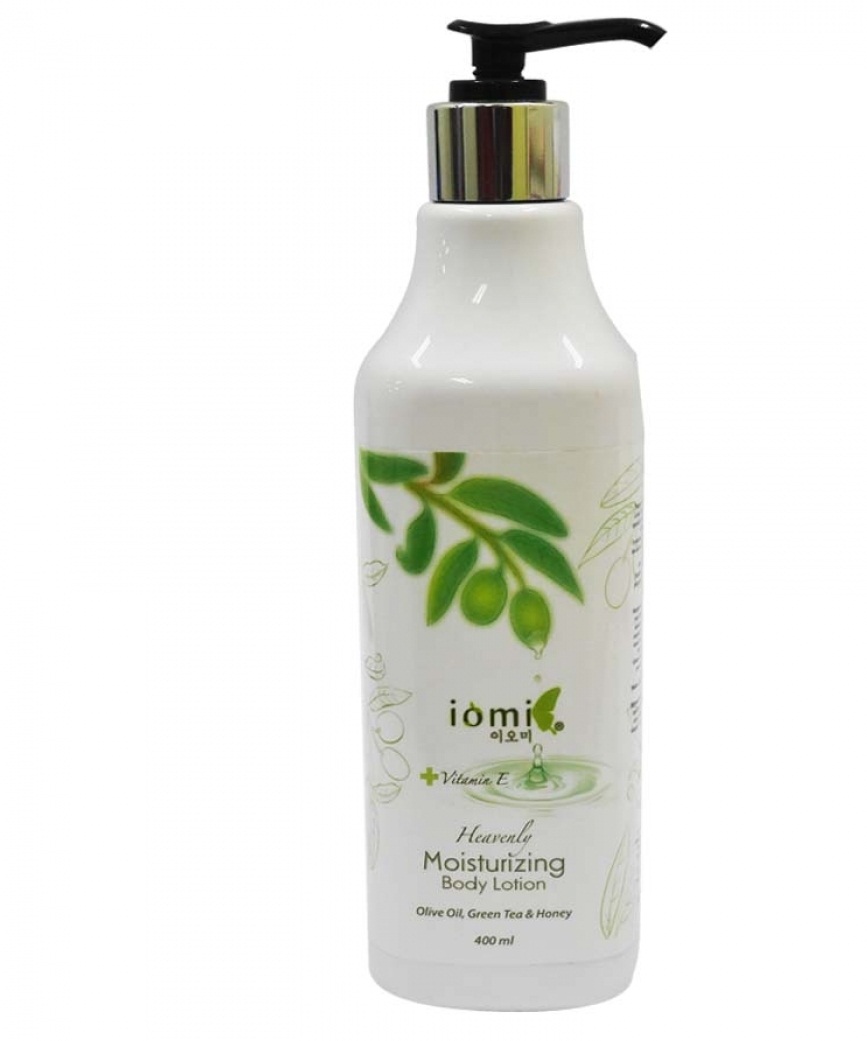 iomi ®
이오미
Vitamin E
Heavenly
Moisturizing
Body Lotion
Olive Oil, Green Tea & Honey
400 ml